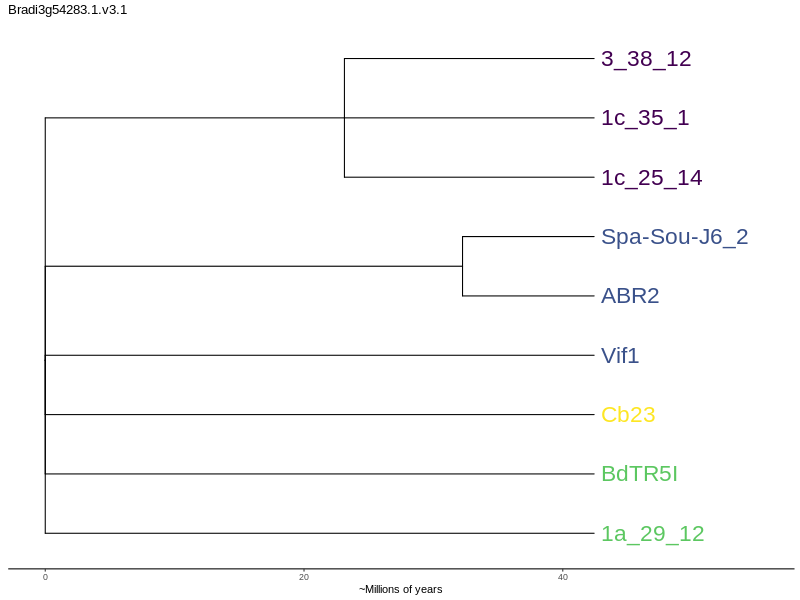 Bradi3g54283.1.v3.1
3_38_12
1c_35_1
1c_25_14
Spa-Sou-J6_2
ABR2
Vif1
Cb23
BdTR5I
1a_29_12
0 20 40
~Millions of years